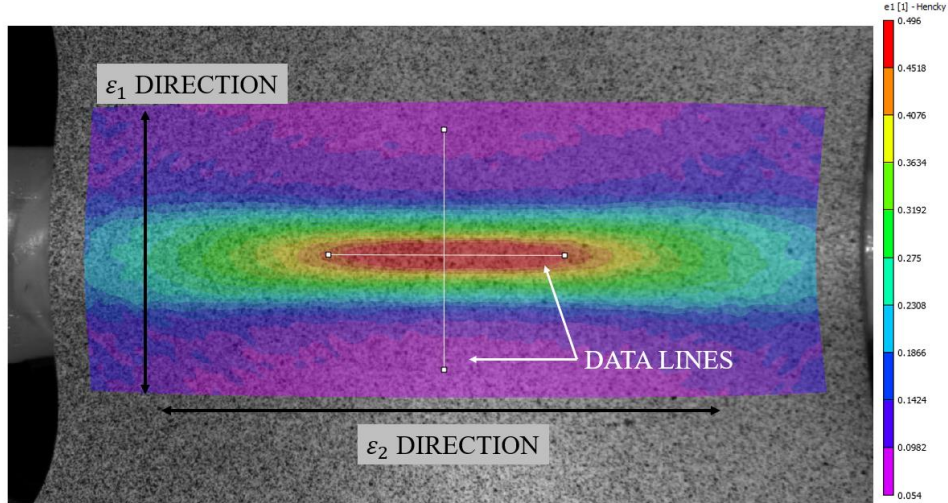 e1 [1] - Hencky
0.496
ε₁ DIRECTION
0.4518
0.4076
0.3634
0.3192
0.275
0.2308
0.1866
DATA LINES
0.1424
0.0982
ε₂ DIRECTION
0.054